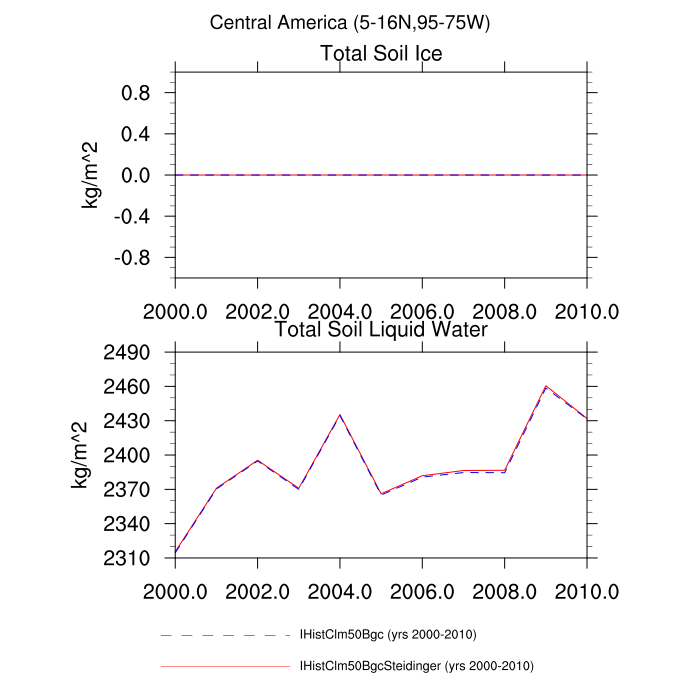 Central America (5-16N,95-75W)
Total Soil Ice
0.8
0.4
0.0
-0.4
-0.8
kg/m^2
2000.0 2002.0 2004.0 2006.0 2008.0 2010.0
Total Soil Liquid Water
2490
2460
2430
2400
2370
2340
2310
kg/m^2
2000.0 2002.0 2004.0 2006.0 2008.0 2010.0
IHistClm50Bgc (yrs 2000-2010)
IHistClm50BgcSteidinger (yrs 2000-2010)